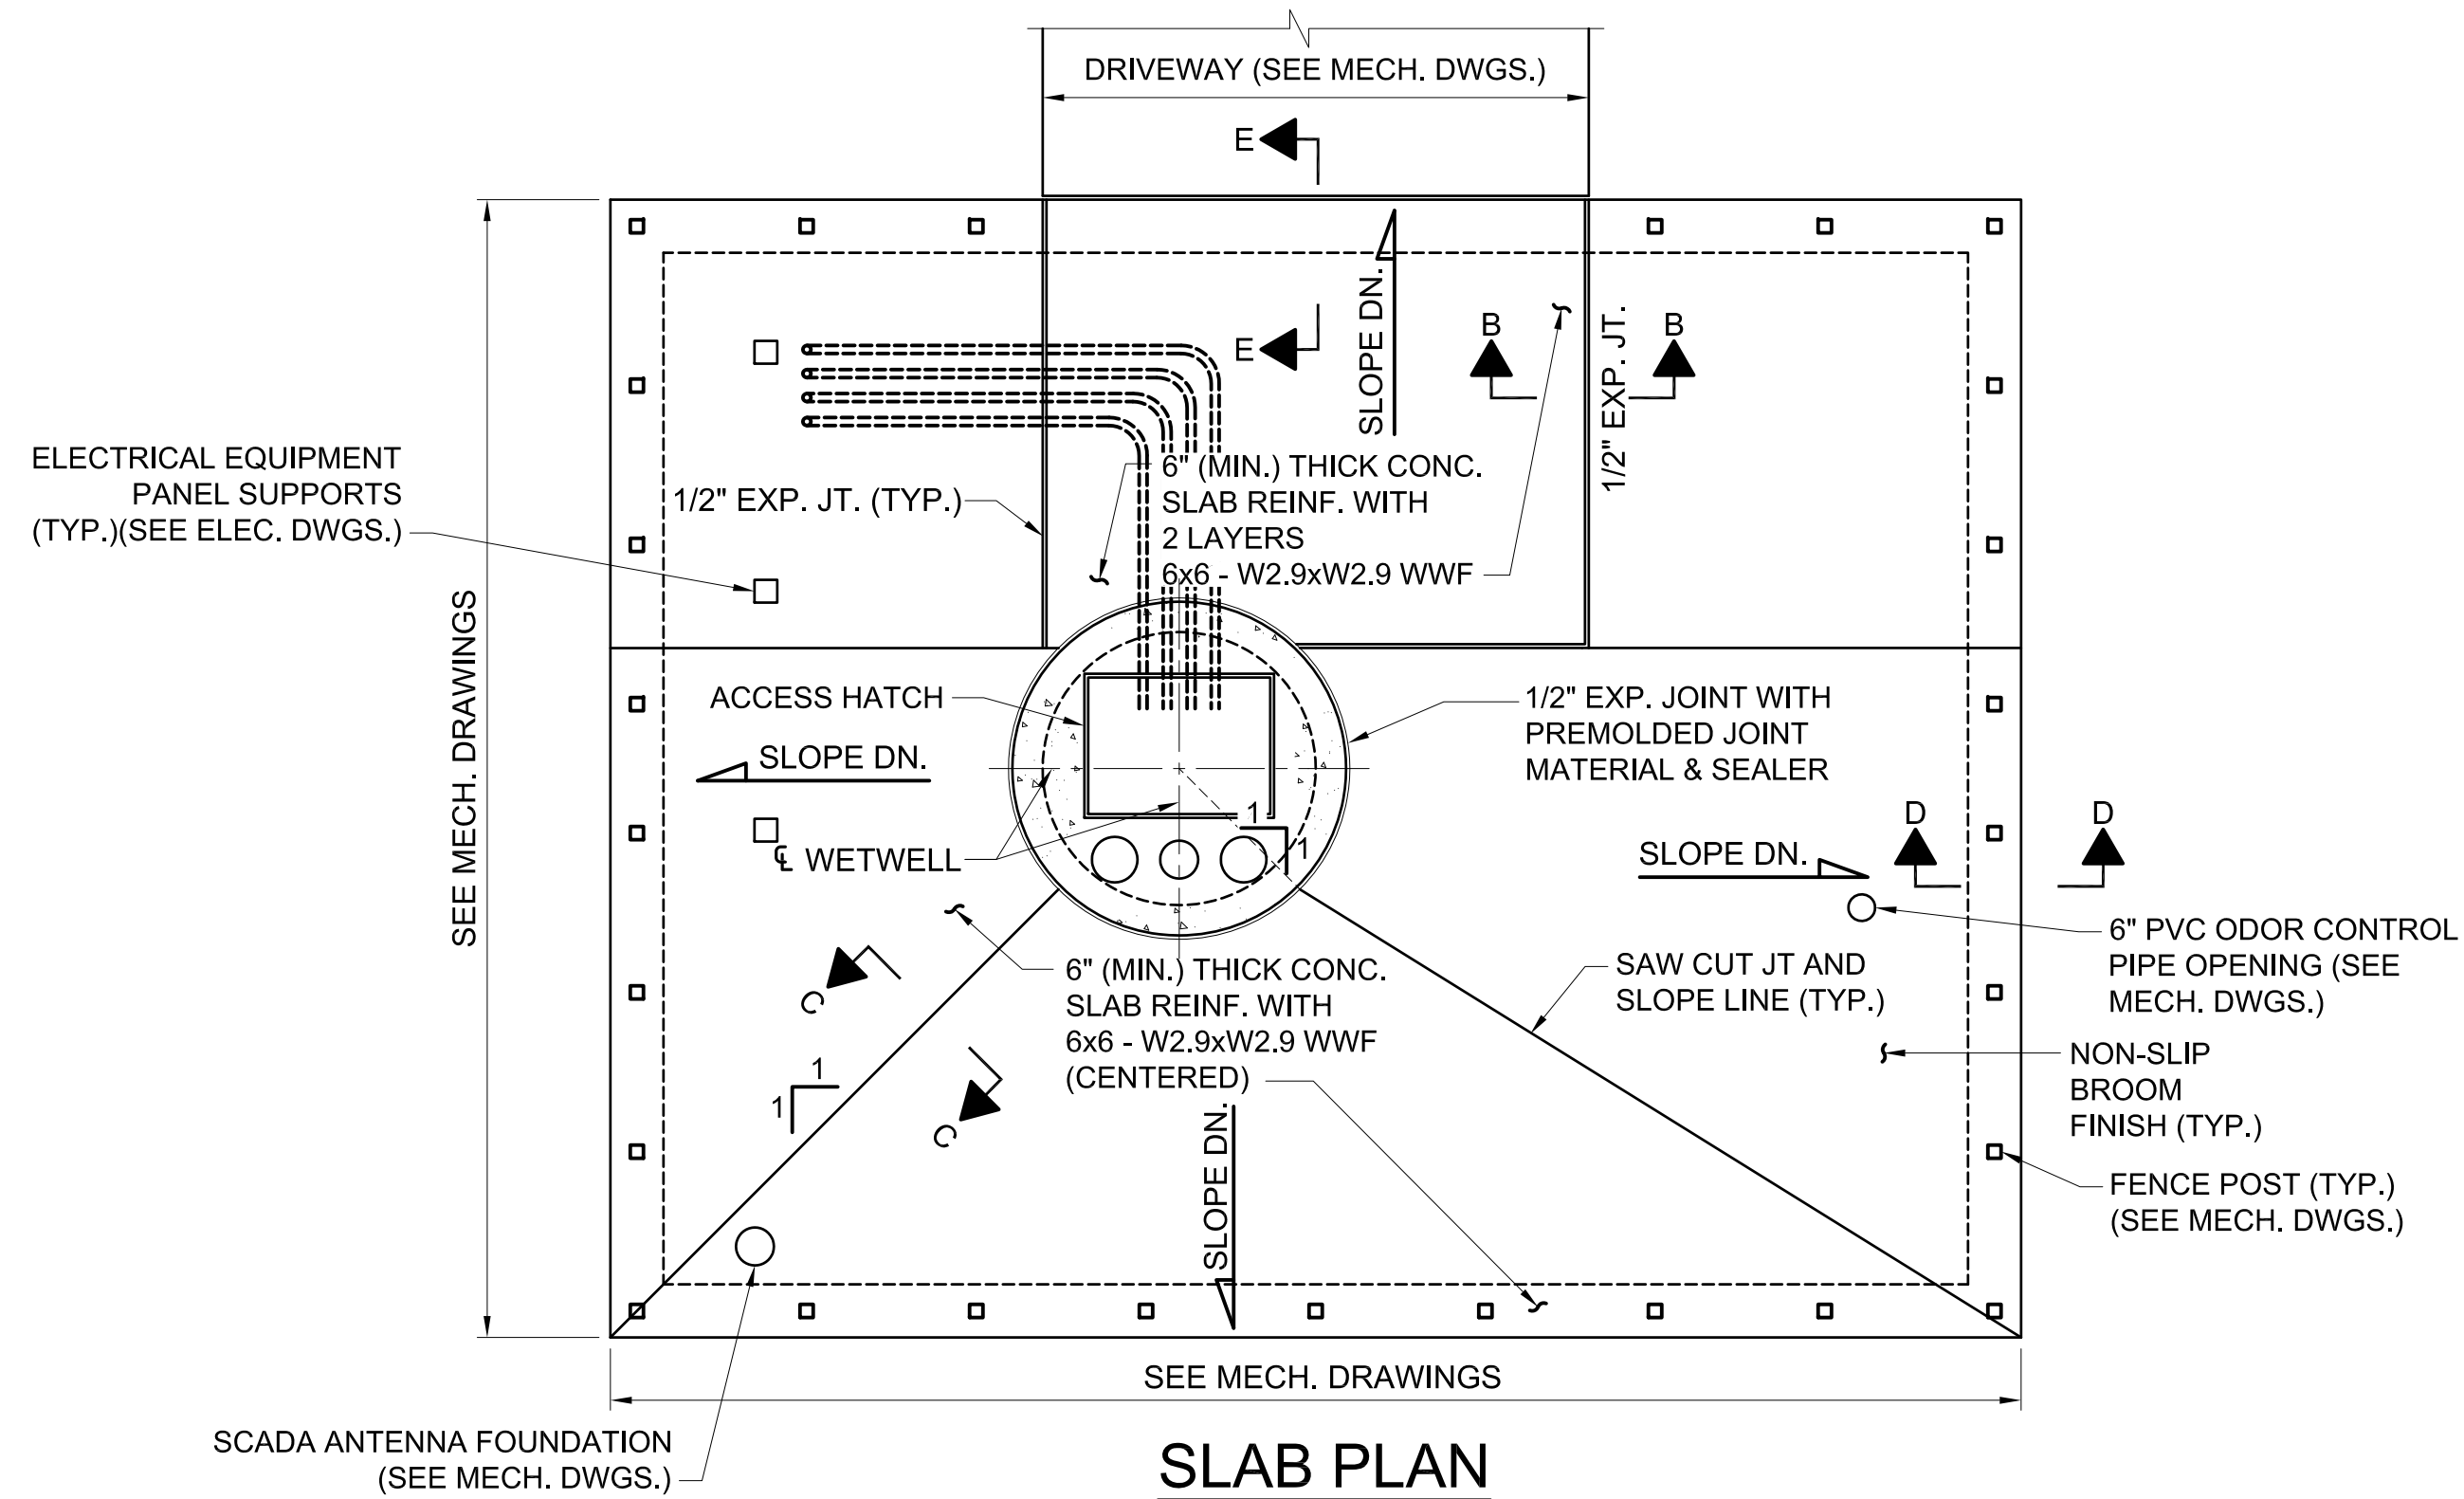 DRIVEWAY (SEE MECH. DWGS.)
E
E
SLOPE DN.
B
B
1/2" EXP. JT.
ELECTRICAL EQUIPMENT
PANEL SUPPORTS
(TYP.)(SEE ELEC. DWGS.)
1/2" EXP. JT. (TYP.)
6" (MIN.) THICK CONC.
SLAB REINF. WITH
2 LAYERS
6x6 - W2.9xW2.9 WWF
SEE MECH. DRAWINGS
ACCESS HATCH
SLOPE DN.
1/2" EXP. JOINT WITH
PREMOLDED JOINT
MATERIAL & SEALER
℄ WETWELL
1
1
SLOPE DN.
D
D
6" PVC ODOR CONTROL
PIPE OPENING (SEE
MECH. DWGS.)
C
C
6" (MIN.) THICK CONC.
SLAB REINF. WITH
6x6 - W2.9xW2.9 WWF
(CENTERED)
SAW CUT JT AND
SLOPE LINE (TYP.)
NON-SLIP
BROOM
FINISH (TYP.)
1
1
SLOPE DN.
FENCE POST (TYP.)
(SEE MECH. DWGS.)
SEE MECH. DRAWINGS
SCADA ANTENNA FOUNDATION
(SEE MECH. DWGS.)
SLAB PLAN